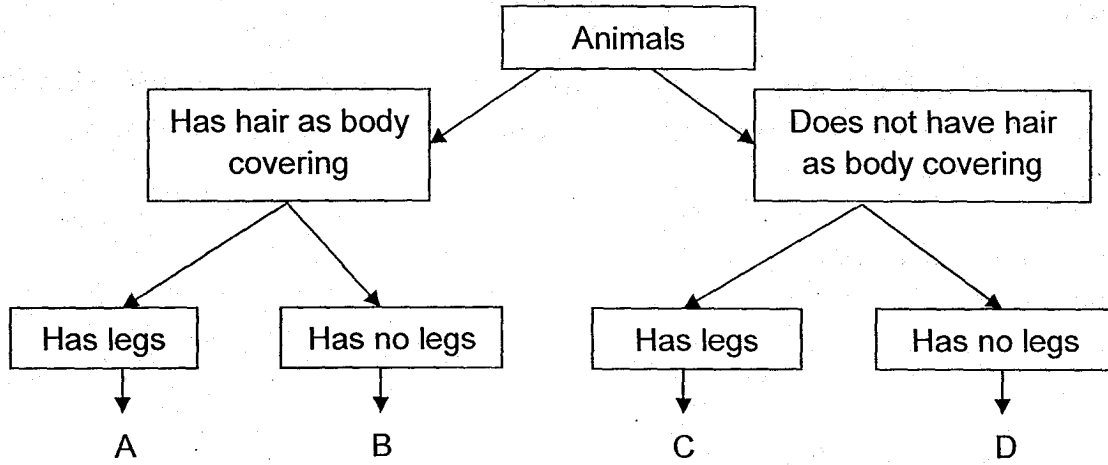 Animals
Has hair as body
covering
Does not have hair
as body covering
Has legs
Has no legs
Has legs
Has no legs
A
B
C
D